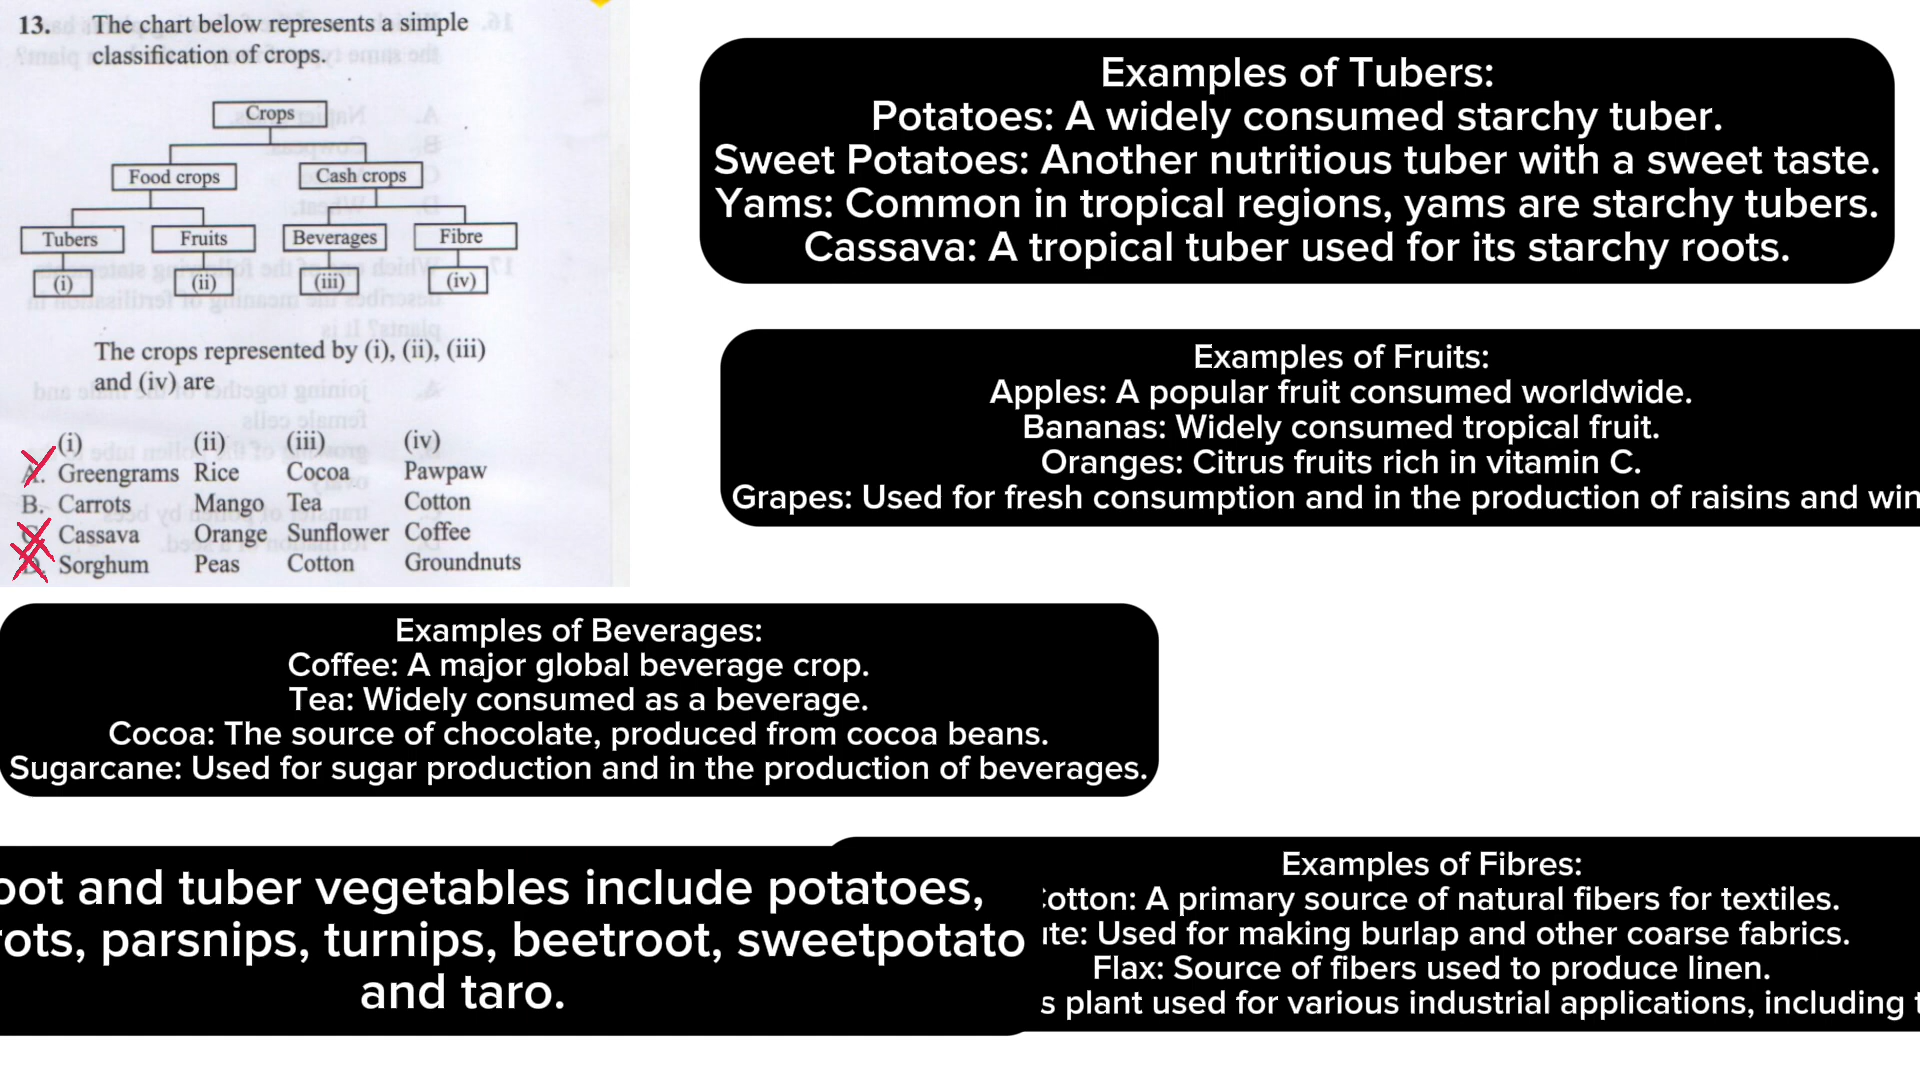 13. The chart below represents a simple
classification of crops.
Crops
Food crops Cash crops
Tubers Fruits Beverages Fibre
(i) (ii) (iii) (iv)
The crops represented by (i), (ii), (iii)
and (iv) are
(i) (ii) (iii) (iv)
A. Greengrams Rice Cocoa Pawpaw
B. Carrots Mango Tea Cotton
C. Cassava Orange Sunflower Coffee
D. Sorghum Peas Cotton Groundnuts
Examples of Tubers:
Potatoes: A widely consumed starchy tuber.
Sweet Potatoes: Another nutritious tuber with a sweet taste.
Yams: Common in tropical regions, yams are starchy tubers.
Cassava: A tropical tuber used for its starchy roots.
Examples of Fruits:
Apples: A popular fruit consumed worldwide.
Bananas: Widely consumed tropical fruit.
Oranges: Citrus fruits rich in vitamin C.
Grapes: Used for fresh consumption and in the production of raisins and win
Examples of Beverages:
Coffee: A major global beverage crop.
Tea: Widely consumed as a beverage.
Cocoa: The source of chocolate, produced from cocoa beans.
Sugarcane: Used for sugar production and in the production of beverages.
oot and tuber vegetables include potatoes,
rots, parsnips, turnips, beetroot, sweetpotato
and taro.
Examples of Fibres:
otton: A primary source of natural fibers for textiles.
te: Used for making burlap and other coarse fabrics.
Flax: Source of fibers used to produce linen.
s plant used for various industrial applications, including